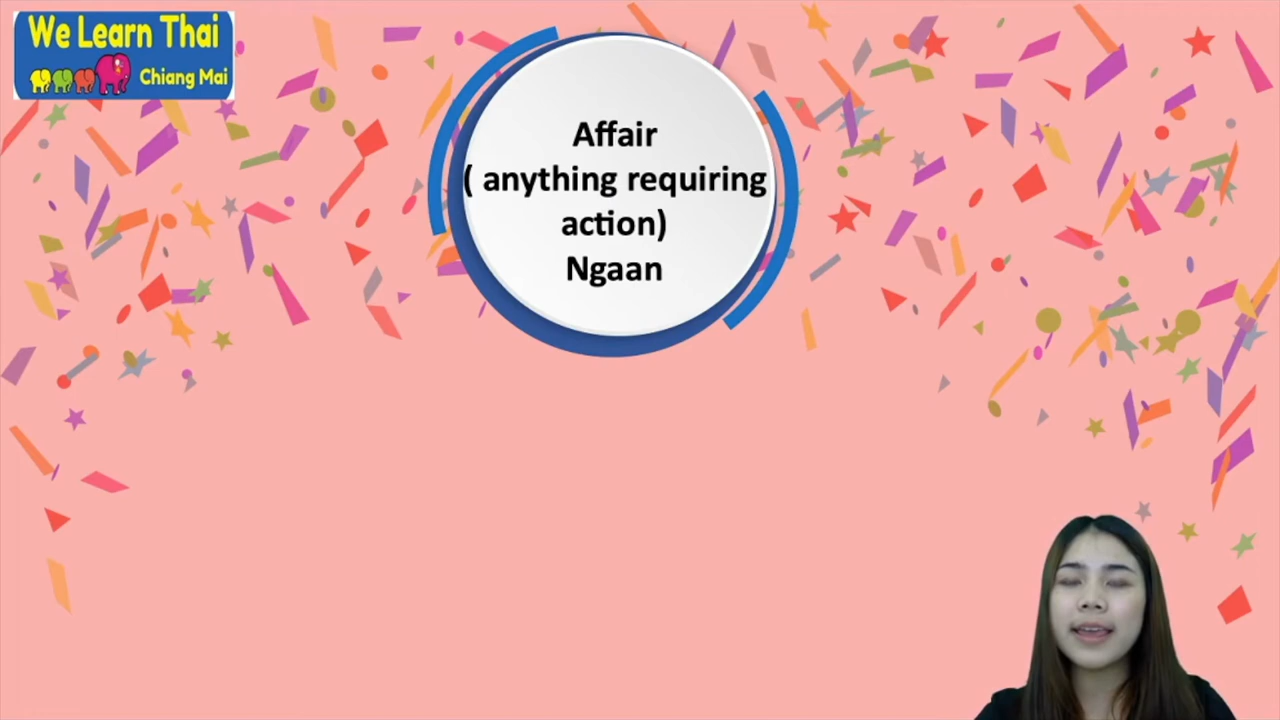 We Learn Thai
Chiang Mai
Affair
( anything requiring
action)
Ngaan